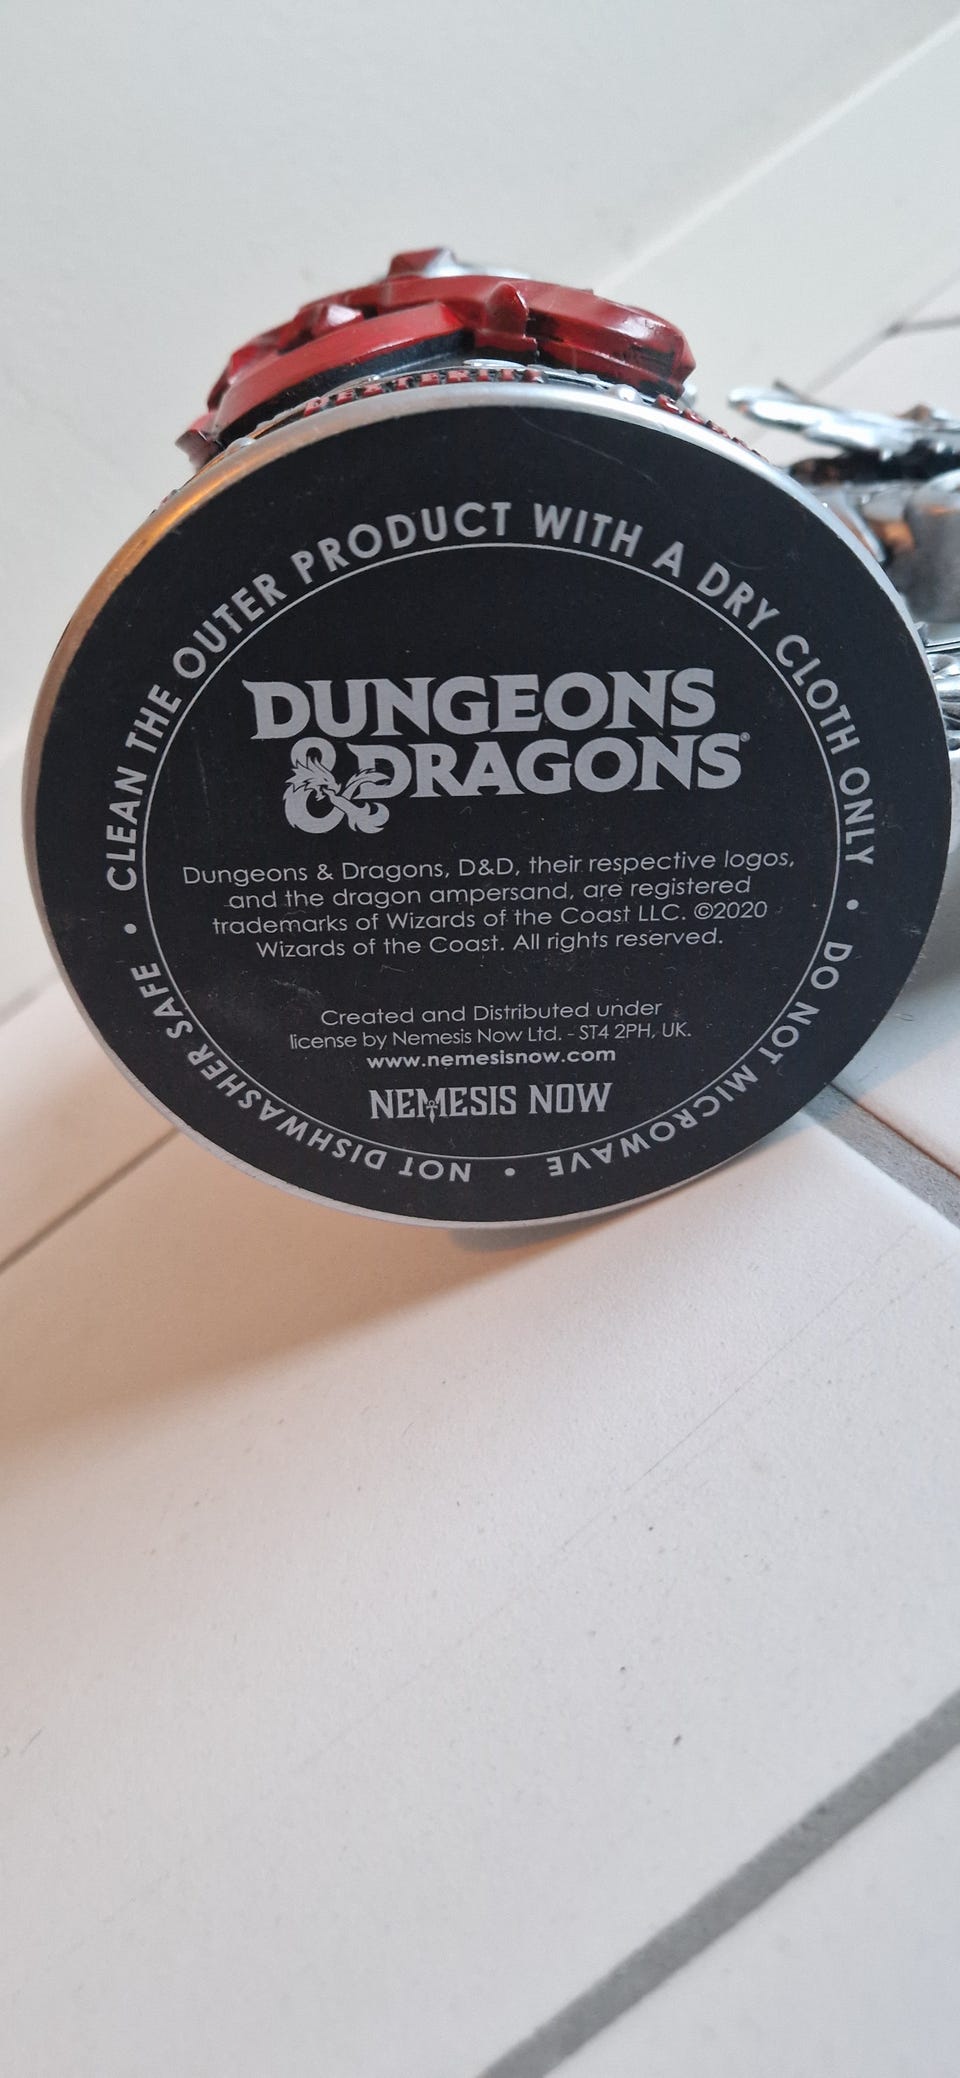 DEXTERITY
CLEAN THE OUTER PRODUCT WITH A DRY CLOTH ONLY • DO NOT MICROWAVE • NOT DISHWASHER SAFE •
DUNGEONS
& DRAGONS®
Dungeons & Dragons, D&D, their respective logos,
and the dragon ampersand, are registered
trademarks of Wizards of the Coast LLC. ©2020
Wizards of the Coast. All rights reserved.
Created and Distributed under
license by Nemesis Now Ltd. - ST4 2PH, UK.
www.nemesisnow.com
NEMESIS NOW